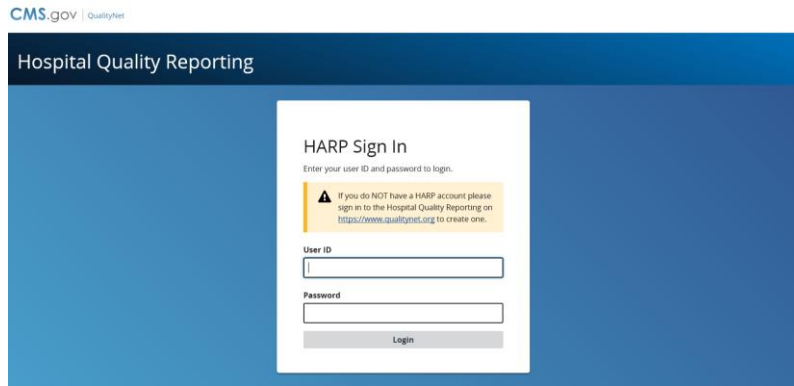 CMS.gov | QualityNet
Hospital Quality Reporting
HARP Sign In
Enter your user ID and password to login.
If you do NOT have a HARP account please
sign in to the Hospital Quality Reporting on
https://www.qualitynet.org to create one.
User ID
Password
Login